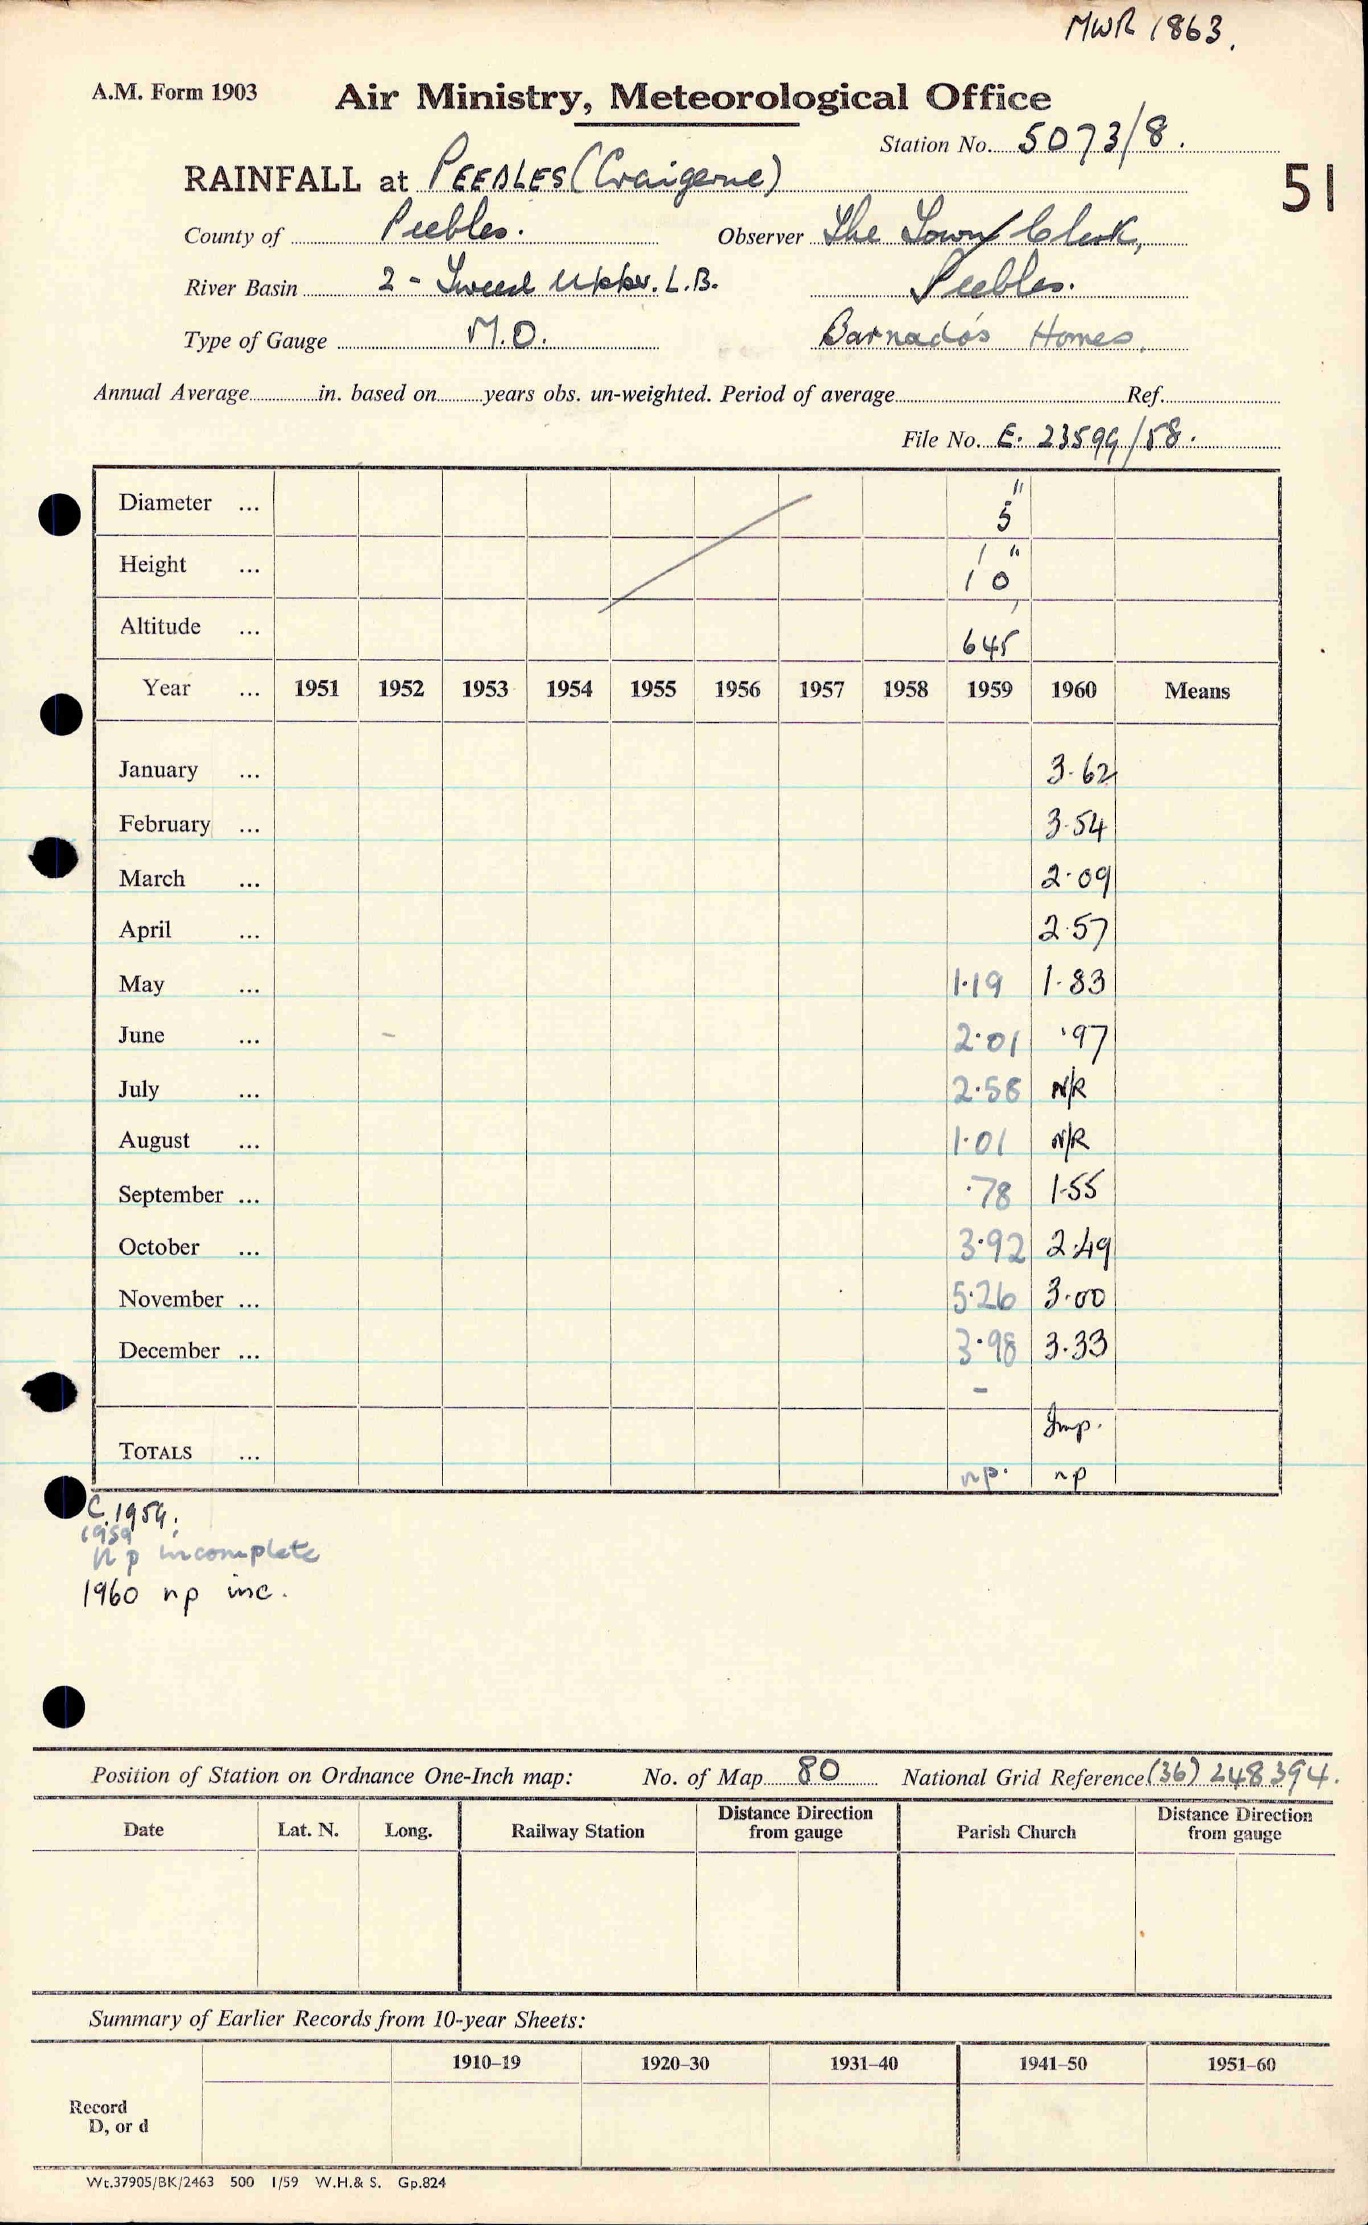 MWR 1863.
A.M. Form 1903
Air Ministry, Meteorological Office
Station No. 5073/8.
51
RAINFALL at PEEBLES (Craigerne)
County of Peebles. Observer The Town Clerk,
River Basin 2 - Tweed Upper. L.B. Peebles.
Type of Gauge M.O. Barnado's Homes.
Annual Average in. based on years obs. un-weighted. Period of average Ref.
File No. E. 23599/58.
Diameter ... 5"
Height ... 1' 0"
Altitude ... 645'
Year ... 1951 1952 1953 1954 1955 1956 1957 1958 1959 1960 Means
January ... 3.62
February ... 3.54
March ... 2.09
April ... 2.57
May ... 1.19 1.83
June ... - 2.01 .97
July ... 2.58 N/R
August ... 1.01 N/R
September ... .78 1.55
October ... 3.92 2.49
November ... 5.26 3.00
December ... 3.98 3.33
-
Imp.
TOTALS ... np. np
C.1959.
1959
np incomplete
1960 np inc.
Position of Station on Ordnance One-Inch map: No. of Map 80 National Grid Reference (36) 248394.
Date Lat. N. Long. Railway Station Distance Direction from gauge Parish Church Distance Direction from gauge
Summary of Earlier Records from 10-year Sheets:
1910–19 1920–30 1931–40 1941–50 1951–60
Record
D, or d
Wt.37905/BK/2463 500 1/59 W.H.& S. Gp.824